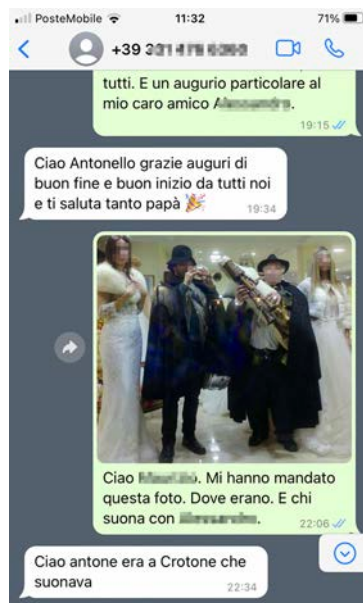 PosteMobile 11:32 71%
+39
tutti. E un augurio particolare al
mio caro amico
19:15
Ciao Antonello grazie auguri di
buon fine e buon inizio da tutti noi
e ti saluta tanto papà 🎉
19:34
Ciao
. Mi hanno mandato
questa foto. Dove erano. E chi
suona con
22:06
Ciao antone era a Crotone che
suonava
22:34